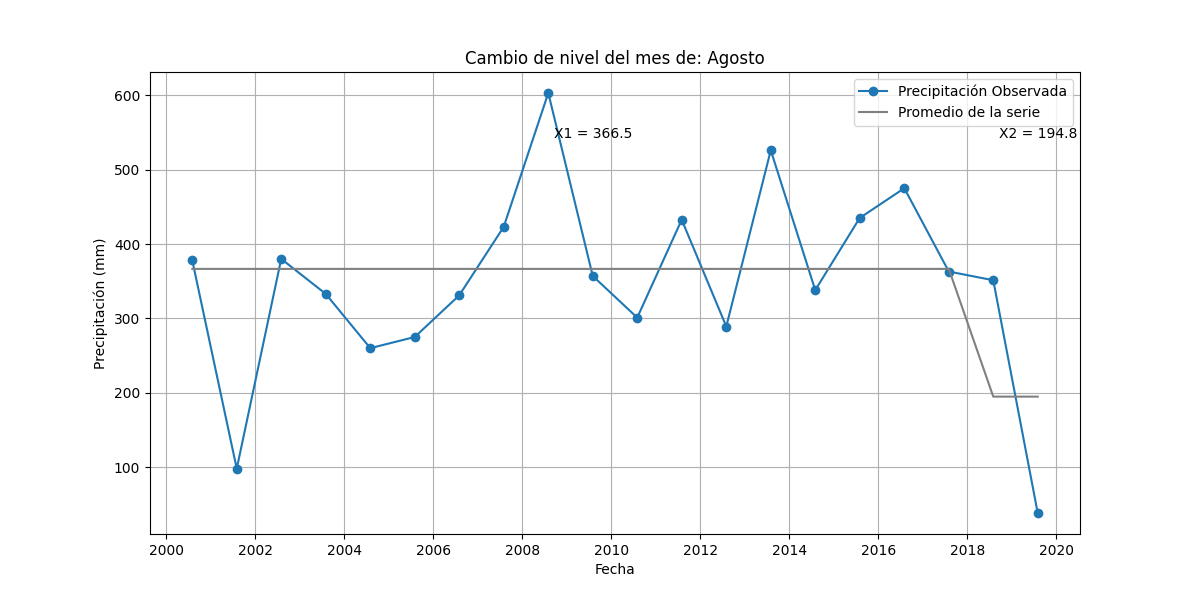 Cambio de nivel del mes de: Agosto
Precipitación Observada
Promedio de la serie
X1 = 366.5
X2 = 194.8
Precipitación (mm)
600
500
400
300
200
100
2000 2002 2004 2006 2008 2010 2012 2014 2016 2018 2020
Fecha